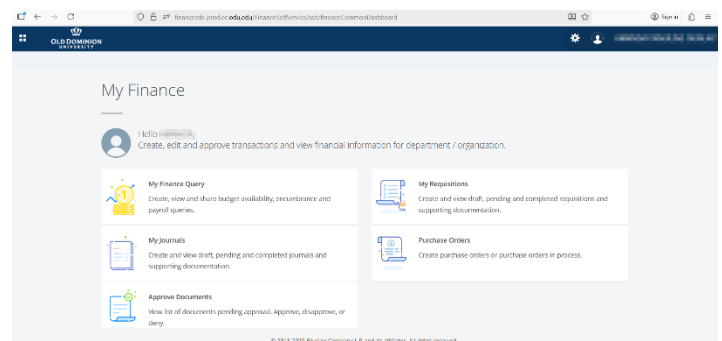 financessb-prod.ec.odu.edu/FinanceSelfService/ssb/financeCommonDashboard
Sign in
OLD DOMINION
UNIVERSITY
My Finance
Hello
Create, edit and approve transactions and view financial information for department / organization.
My Finance Query
Create, view and share budget availability, encumbrance and
payroll queries.
My Requisitions
Create and view draft, pending and completed requisitions and
supporting documentation.
My Journals
Create and view draft, pending and completed journals and
supporting documentation.
Purchase Orders
Create purchase orders or purchase orders in process.
Approve Documents
View list of documents pending approval. Approve, disapprove, or
deny.